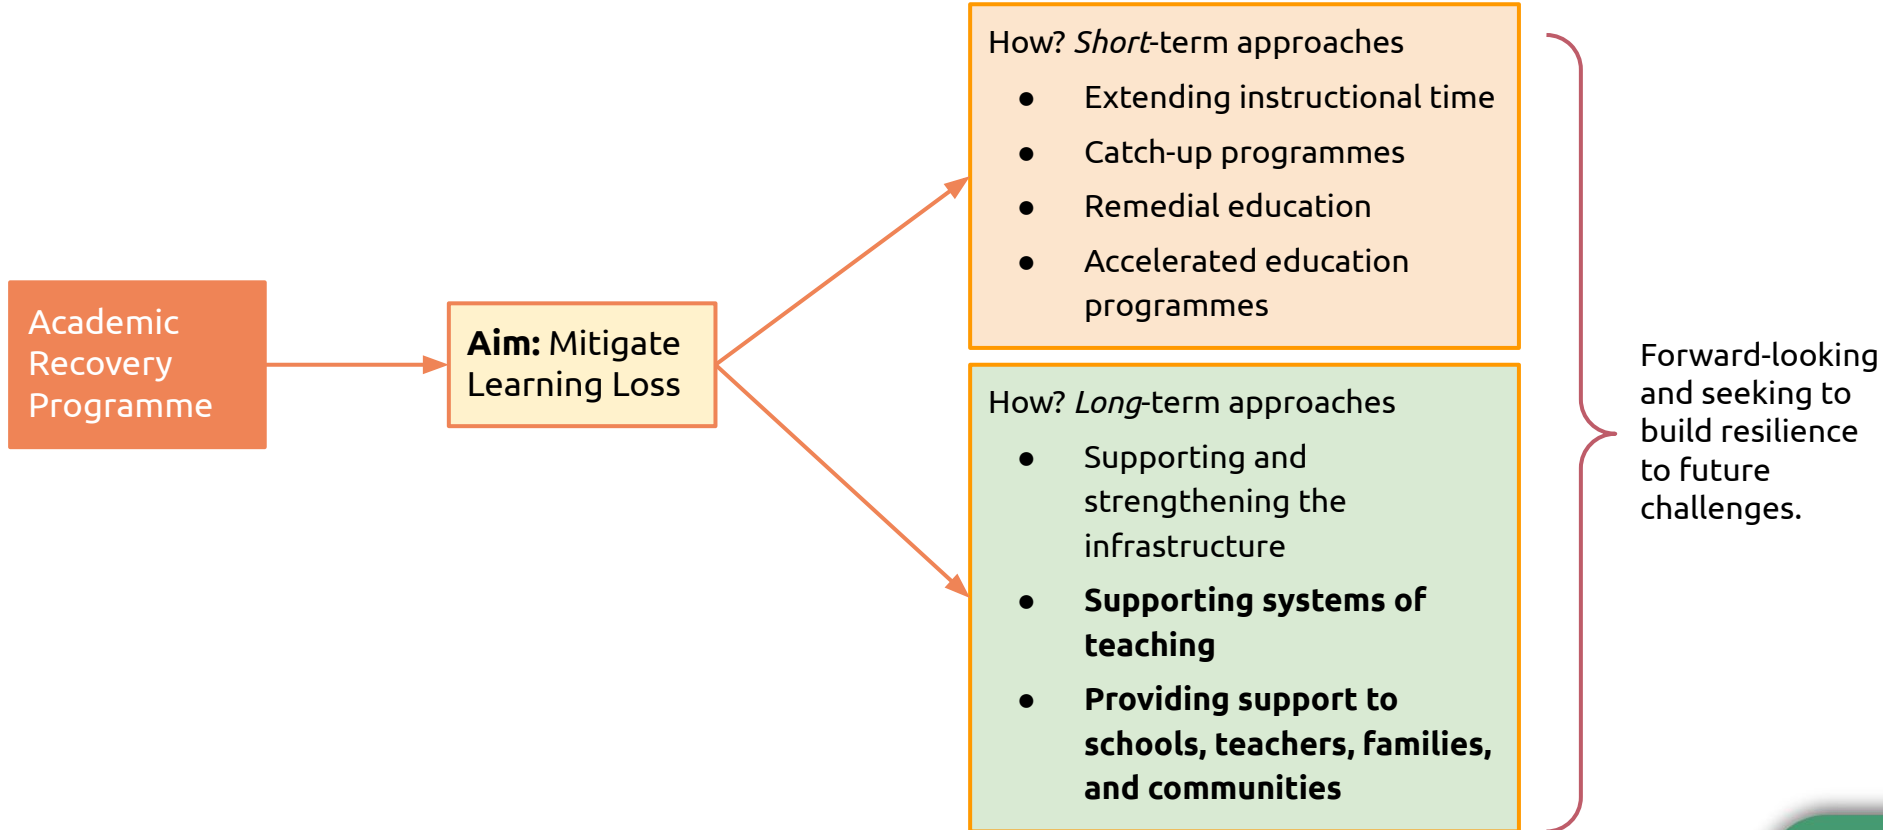 Academic
Recovery
Programme
Aim: Mitigate
Learning Loss
How? Short-term approaches
● Extending instructional time
● Catch-up programmes
● Remedial education
● Accelerated education
programmes
How? Long-term approaches
● Supporting and
strengthening the
infrastructure
● Supporting systems of
teaching
● Providing support to
schools, teachers, families,
and communities
Forward-looking
and seeking to
build resilience
to future
challenges.